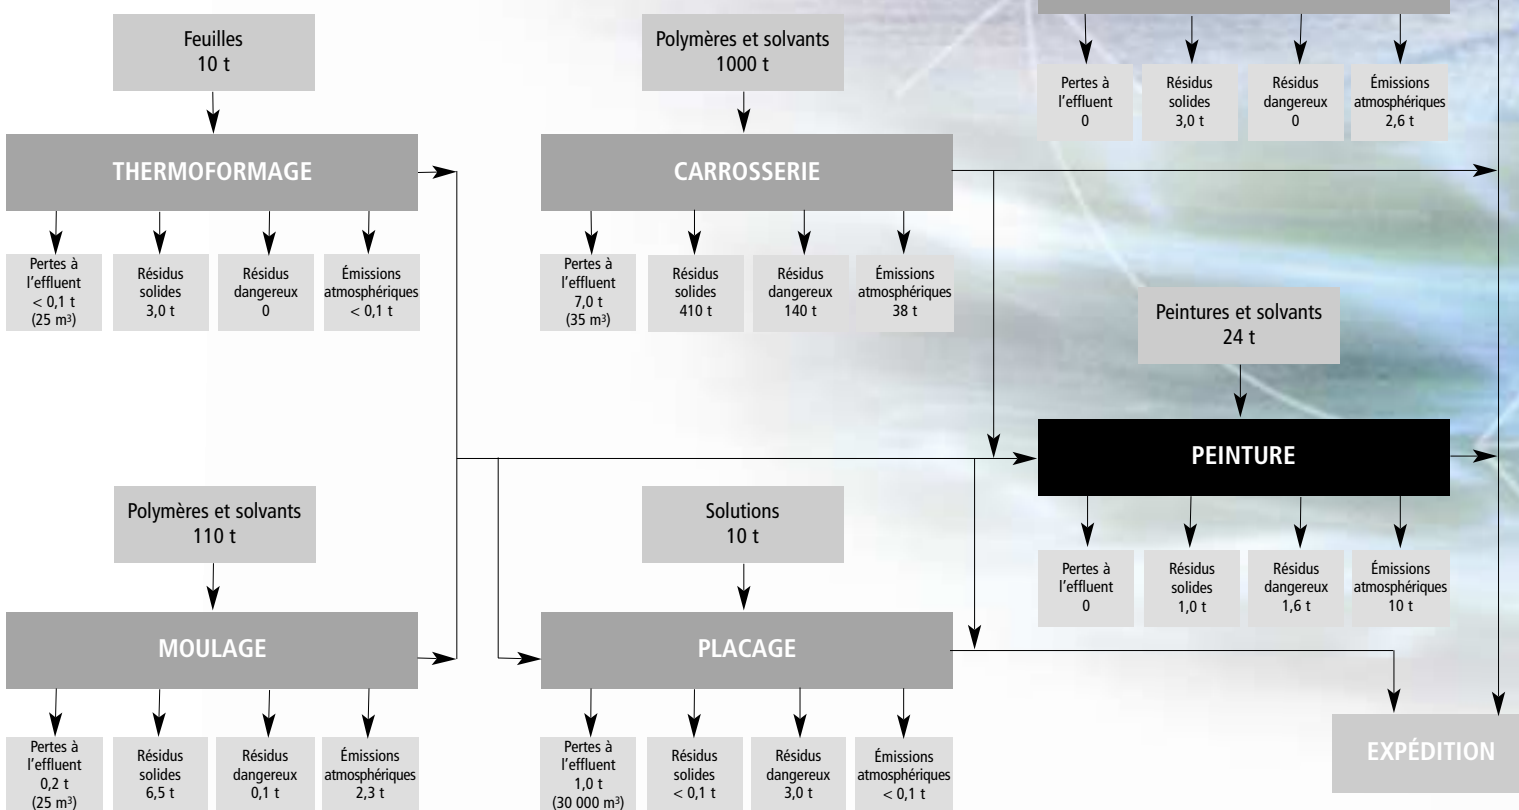 Feuilles
10 t
Polymères et solvants
1000 t
Pertes à
l'effluent
0
Résidus
solides
3,0 t
Résidus
dangereux
0
Émissions
atmosphériques
2,6 t
THERMOFORMAGE
CARROSSERIE
Pertes à
l'effluent
< 0,1 t
(25 m³)
Résidus
solides
3,0 t
Résidus
dangereux
0
Émissions
atmosphériques
< 0,1 t
Pertes à
l'effluent
7,0 t
(35 m³)
Résidus
solides
410 t
Résidus
dangereux
140 t
Émissions
atmosphériques
38 t
Peintures et solvants
24 t
PEINTURE
Polymères et solvants
110 t
Solutions
10 t
Pertes à
l'effluent
0
Résidus
solides
1,0 t
Résidus
dangereux
1,6 t
Émissions
atmosphériques
10 t
MOULAGE
PLACAGE
Pertes à
l'effluent
0,2 t
(25 m³)
Résidus
solides
6,5 t
Résidus
dangereux
0,1 t
Émissions
atmosphériques
2,3 t
Pertes à
l'effluent
1,0 t
(30 000 m³)
Résidus
solides
< 0,1 t
Résidus
dangereux
3,0 t
Émissions
atmosphériques
< 0,1 t
EXPÉDITION